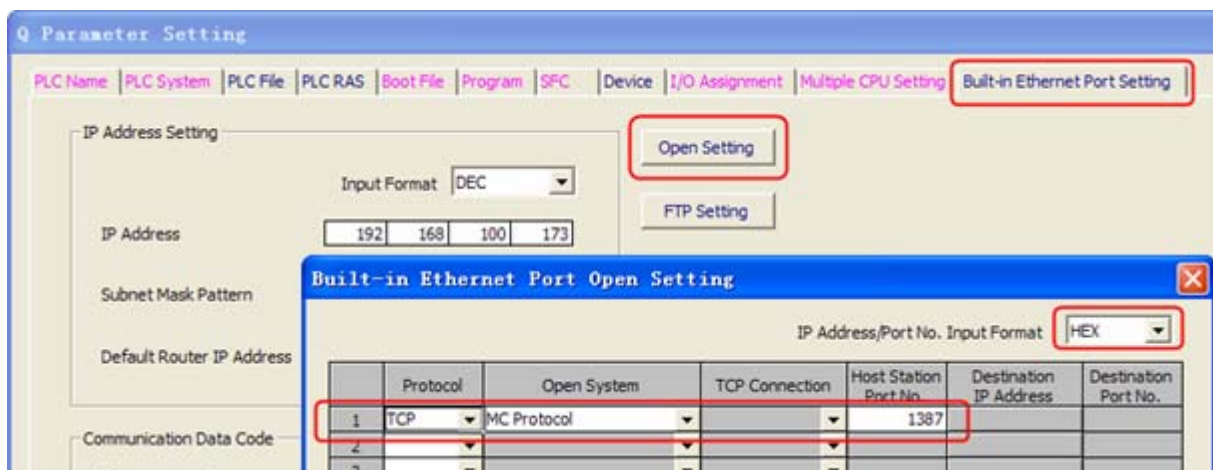 Q Parameter Setting
PLC Name PLC System PLC File PLC RAS Boot File Program SFC Device I/O Assignment Multiple CPU Setting Built-in Ethernet Port Setting
IP Address Setting
Open Setting
Input Format DEC
FTP Setting
IP Address 192 168 100 173
Built-in Ethernet Port Open Setting
Subnet Mask Pattern
IP Address/Port No. Input Format HEX
Default Router IP Address
Protocol Open System TCP Connection Host Station Port No. Destination IP Address Destination Port No.
1 TCP MC Protocol 1387
Communication Data Code
2